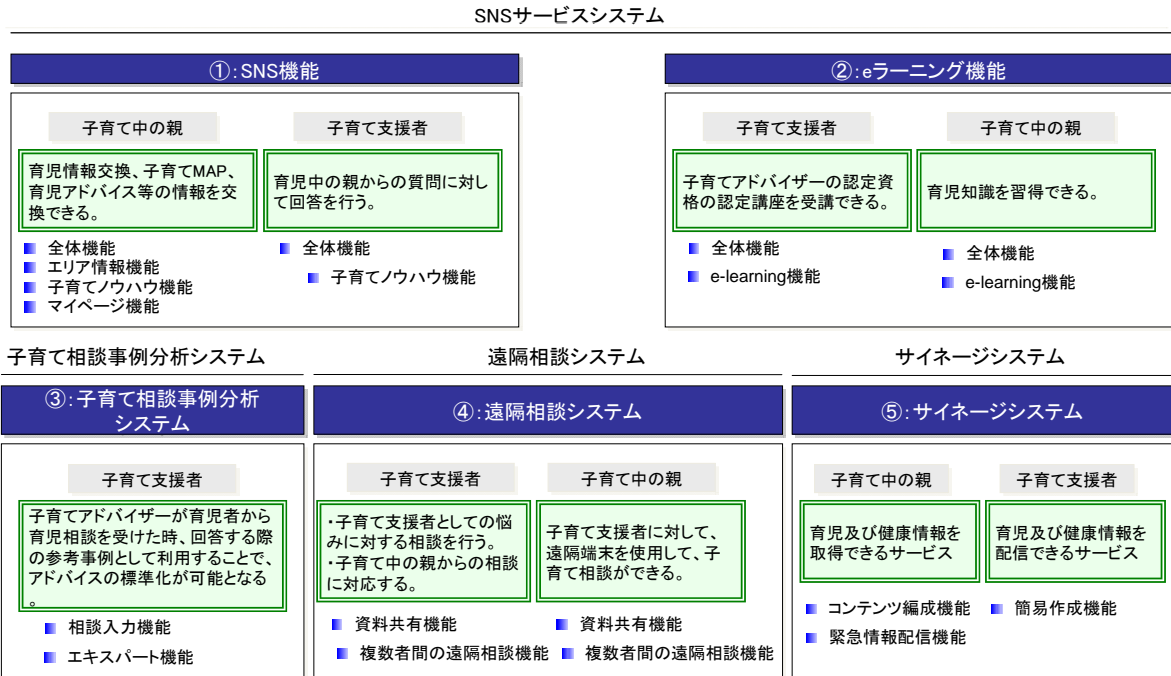 SNSサービスシステム
①:SNS機能
子育て中の親
育児情報交換、子育てMAP、
育児アドバイス等の情報を交
換できる。
全体機能
エリア情報機能
子育てノウハウ機能
マイページ機能
子育て支援者
育児中の親からの質問に対し
て回答を行う。
全体機能
子育てノウハウ機能
②:eラーニング機能
子育て支援者
子育てアドバイザーの認定資
格の認定講座を受講できる。
全体機能
e-learning機能
子育て中の親
育児知識を習得できる。
全体機能
e-learning機能
子育て相談事例分析システム
③:子育て相談事例分析
システム
子育て支援者
子育てアドバイザーが育児者から
育児相談を受けた時、回答する際
の参考事例として利用することで、
アドバイスの標準化が可能となる
。
相談入力機能
エキスパート機能
遠隔相談システム
④:遠隔相談システム
子育て支援者
・子育て支援者としての悩
みに対する相談を行う。
・子育て中の親からの相談
に対応する。
資料共有機能
複数者間の遠隔相談機能
子育て中の親
子育て支援者に対して、
遠隔端末を使用して、子
育て相談ができる。
資料共有機能
複数者間の遠隔相談機能
サイネージシステム
⑤:サイネージシステム
子育て中の親
育児及び健康情報を
取得できるサービス
コンテンツ編成機能
緊急情報配信機能
子育て支援者
育児及び健康情報を
配信できるサービス
簡易作成機能